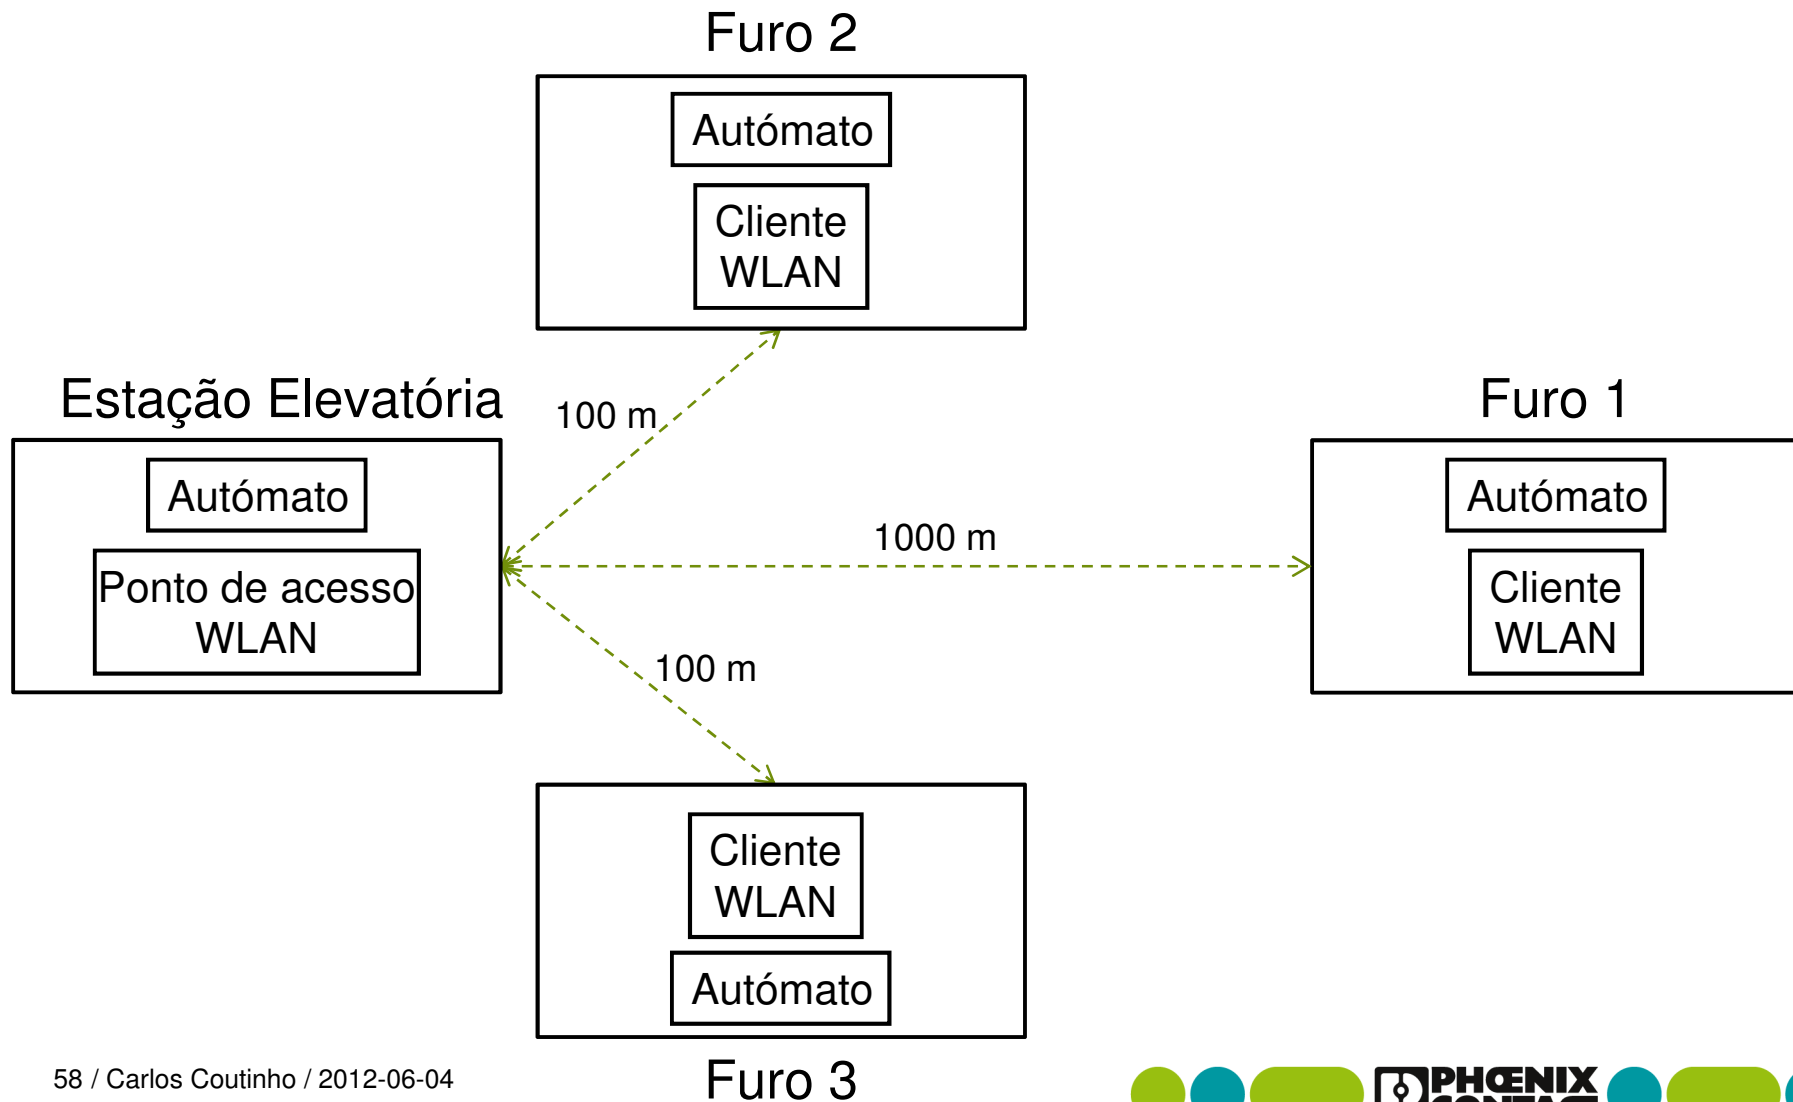 Furo 2
Autómato
Cliente
WLAN
Estação Elevatória
100 m
Furo 1
Autómato
Ponto de acesso
WLAN
1000 m
Autómato
Cliente
WLAN
100 m
Cliente
WLAN
Autómato
Furo 3
58 / Carlos Coutinho / 2012-06-04
PHŒNIX
CONTACT